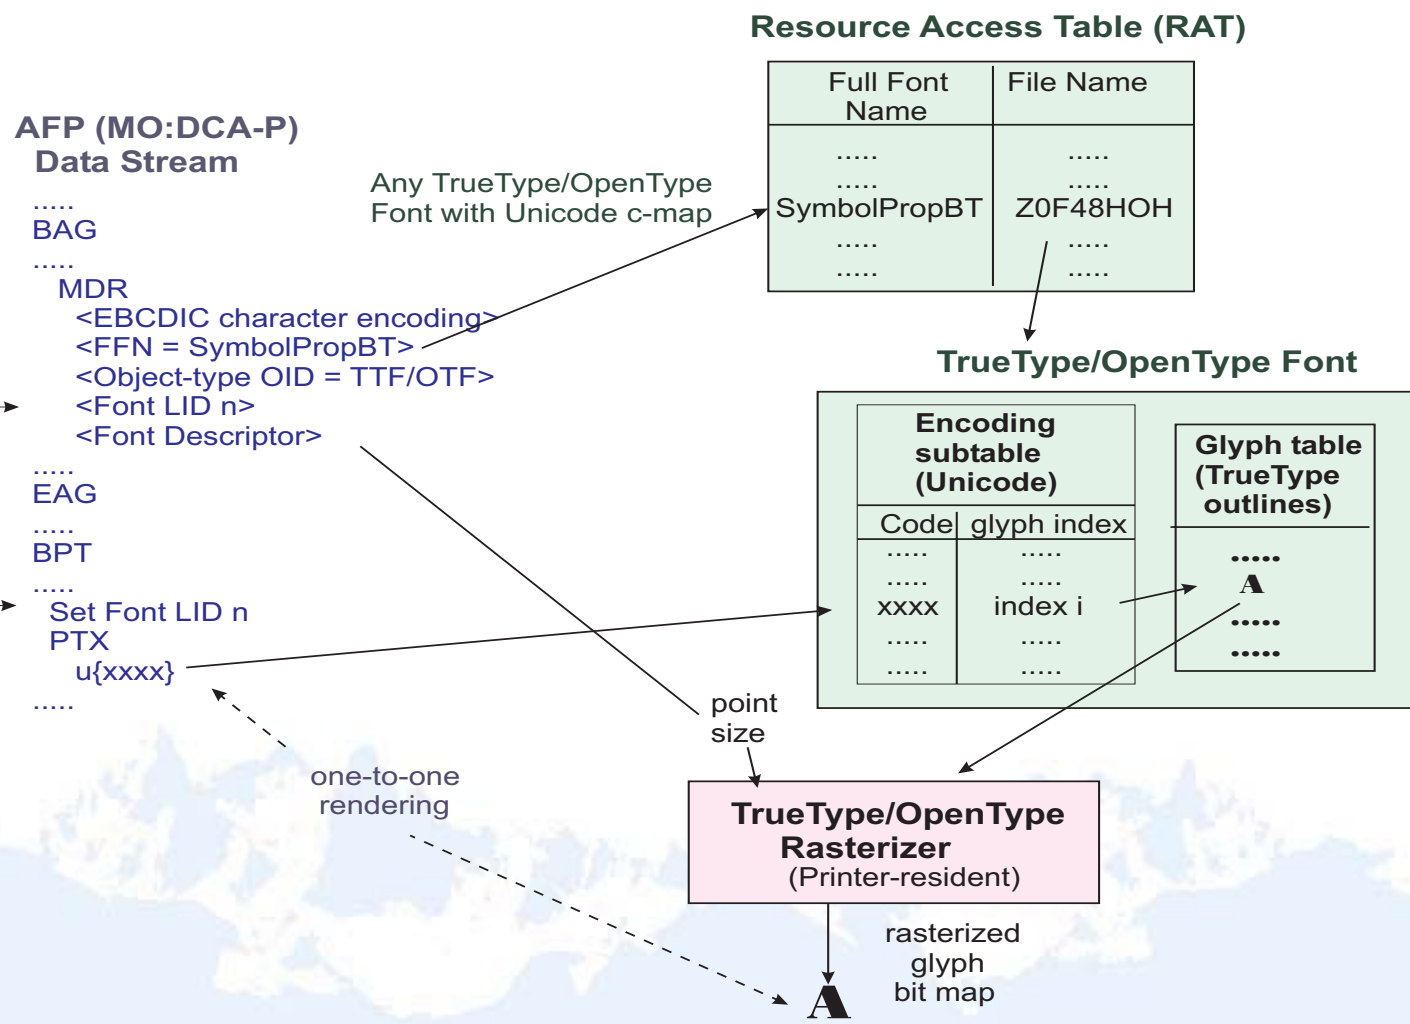 Resource Access Table (RAT)
Full Font
Name
File Name
.....
.....
.....
.....
SymbolPropBT
Z0F48HOH
.....
.....
.....
.....
AFP (MO:DCA-P)
Data Stream
.....
BAG
.....
MDR
<EBCDIC character encoding>
<FFN = SymbolPropBT>
<Object-type OID = TTF/OTF>
<Font LID n>
<Font Descriptor>
.....
EAG
.....
BPT
.....
Set Font LID n
PTX
u{xxxx}
.....
Any TrueType/OpenType
Font with Unicode c-map
TrueType/OpenType Font
Encoding
subtable
(Unicode)
Code
glyph index
.....
.....
.....
.....
xxxx
index i
.....
.....
.....
.....
Glyph table
(TrueType
outlines)
.....
A
.....
.....
point
size
one-to-one
rendering
TrueType/OpenType
Rasterizer
(Printer-resident)
rasterized
glyph
bit map
A